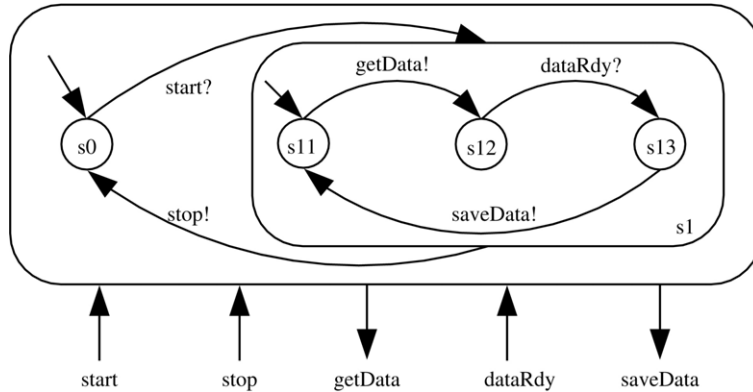 getData!
dataRdy?
start?
s0
s11
s12
s13
stop!
saveData!
s1
start
stop
getData
dataRdy
saveData